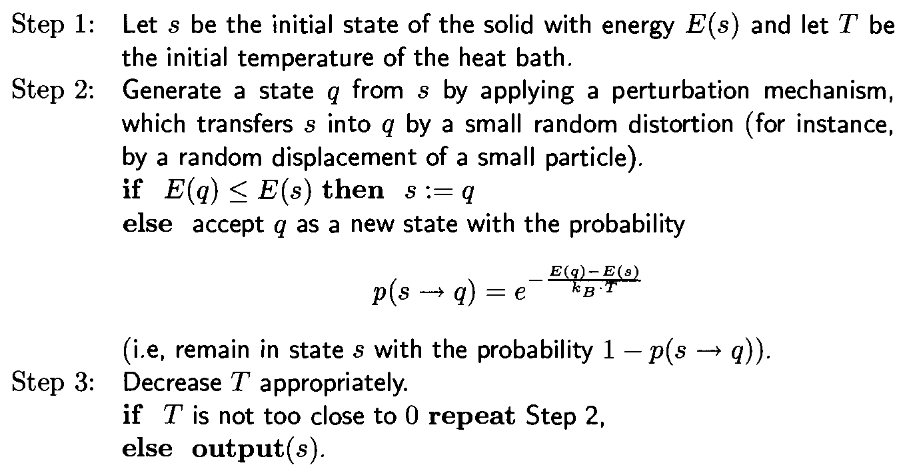 Step 1: Let s be the initial state of the solid with energy E(s) and let T be
the initial temperature of the heat bath.
Step 2: Generate a state q from s by applying a perturbation mechanism,
which transfers s into q by a small random distortion (for instance,
by a random displacement of a small particle).
if E(q) ≤ E(s) then s := q
else accept q as a new state with the probability
p(s → q) = e^{-\frac{E(q)-E(s)}{k_B·T}}
(i.e, remain in state s with the probability 1 − p(s → q)).
Step 3: Decrease T appropriately.
if T is not too close to 0 repeat Step 2,
else output(s).